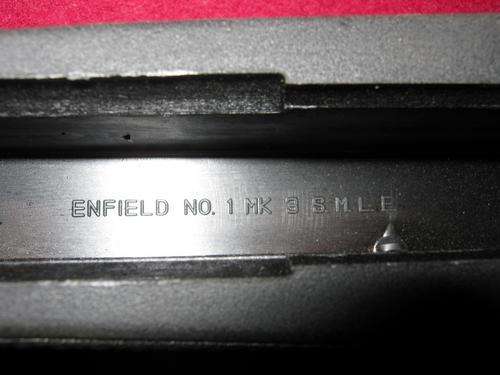 ENFIELD NO. 1 MK 3 S.M.L.E